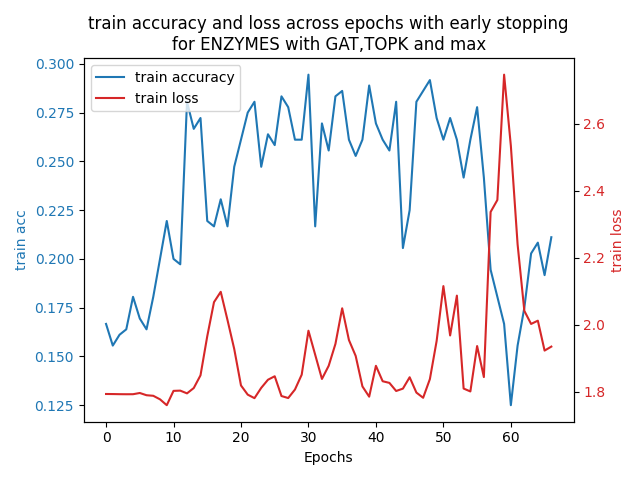 train accuracy and loss across epochs with early stopping
for ENZYMES with GAT,TOPK and max
train accuracy
train loss
0.300
0.275
0.250
0.225
0.200
0.175
0.150
0.125
train acc
2.6
2.4
2.2
2.0
1.8
train loss
0 10 20 30 40 50 60
Epochs